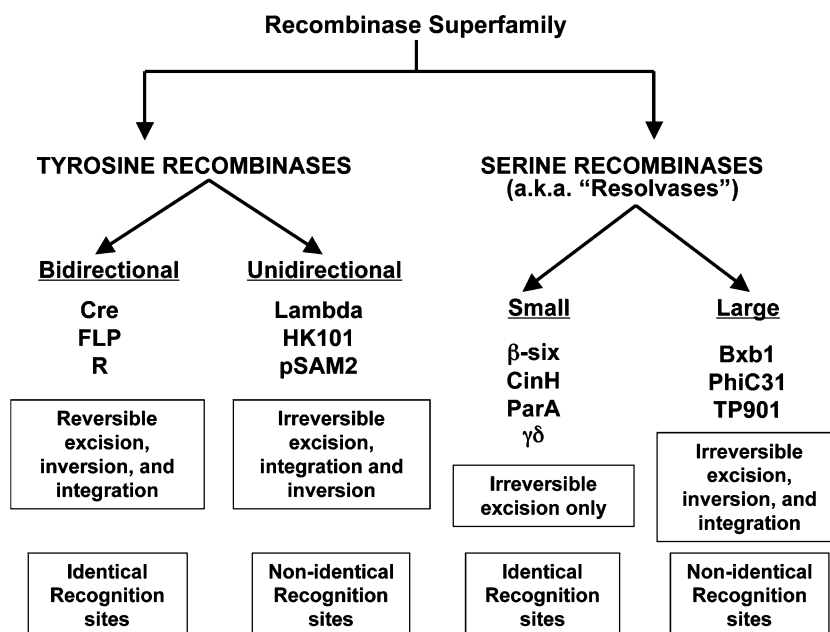 Recombinase Superfamily
TYROSINE RECOMBINASES
SERINE RECOMBINASES
(a.k.a. “Resolvases”)
Bidirectional
Cre
FLP
R
Reversible
excision,
inversion, and
integration
Identical
Recognition
sites
Unidirectional
Lambda
HK101
pSAM2
Irreversible
excision,
integration and
inversion
Non-identical
Recognition
sites
Small
β-six
CinH
ParA
γδ
Irreversible
excision only
Identical
Recognition
sites
Large
Bxb1
PhiC31
TP901
Irreversible
excision,
inversion, and
integration
Non-identical
Recognition
sites